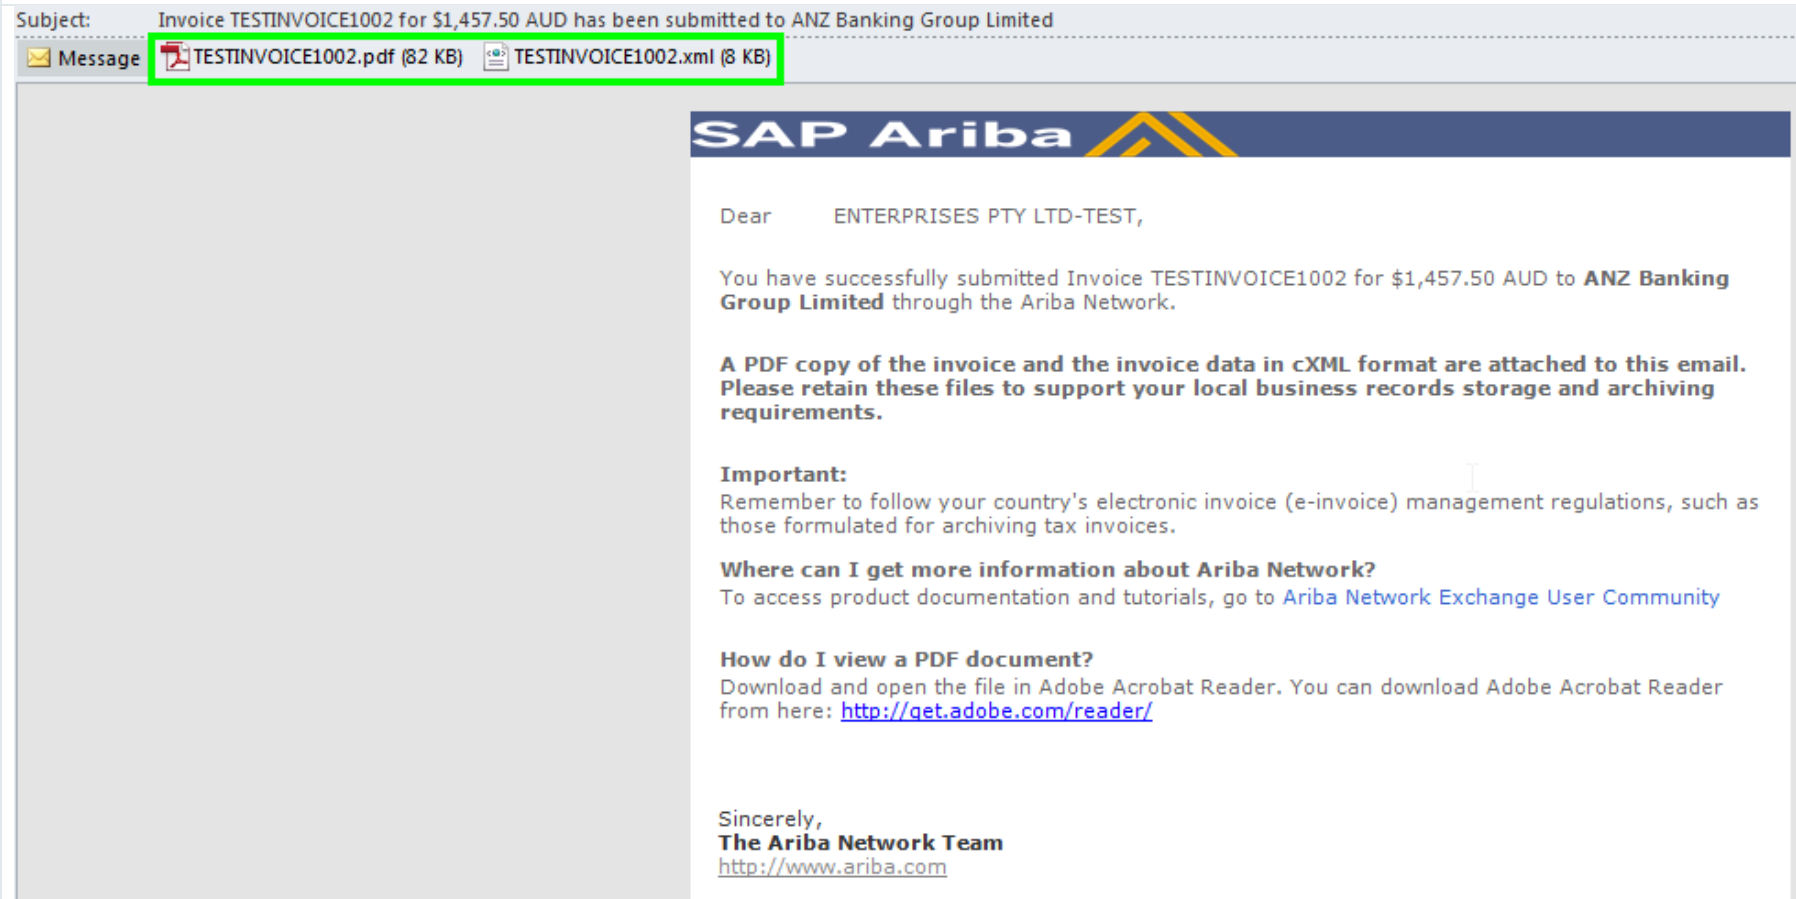 Subject: Invoice TESTINVOICE1002 for $1,457.50 AUD has been submitted to ANZ Banking Group Limited
Message TESTINVOICE1002.pdf (82 KB) TESTINVOICE1002.xml (8 KB)
SAP Ariba
Dear ENTERPRISES PTY LTD-TEST,
You have successfully submitted Invoice TESTINVOICE1002 for $1,457.50 AUD to ANZ Banking
Group Limited through the Ariba Network.
A PDF copy of the invoice and the invoice data in cXML format are attached to this email.
Please retain these files to support your local business records storage and archiving
requirements.
Important:
Remember to follow your country's electronic invoice (e-invoice) management regulations, such as
those formulated for archiving tax invoices.
Where can I get more information about Ariba Network?
To access product documentation and tutorials, go to Ariba Network Exchange User Community
How do I view a PDF document?
Download and open the file in Adobe Acrobat Reader. You can download Adobe Acrobat Reader
from here: http://get.adobe.com/reader/
Sincerely,
The Ariba Network Team
http://www.ariba.com